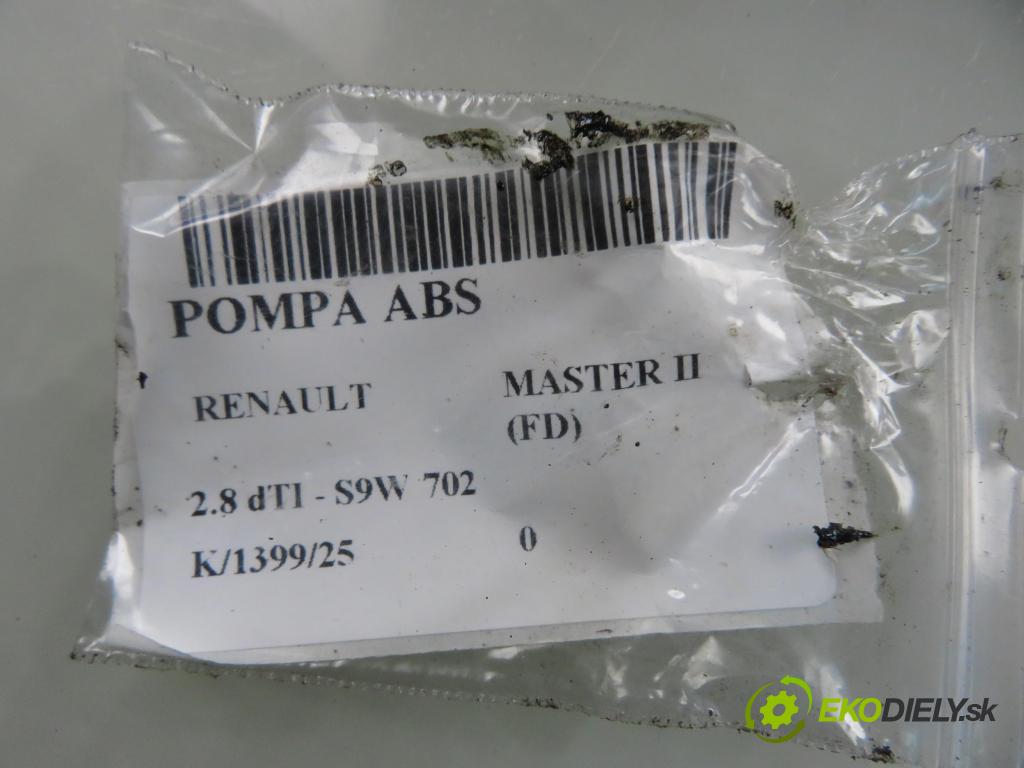 POMPA ABS
RENAULT MASTER II
(FD)
2.8 dTI - S9W 702
K/1399/25 0
EKODIELY.sk